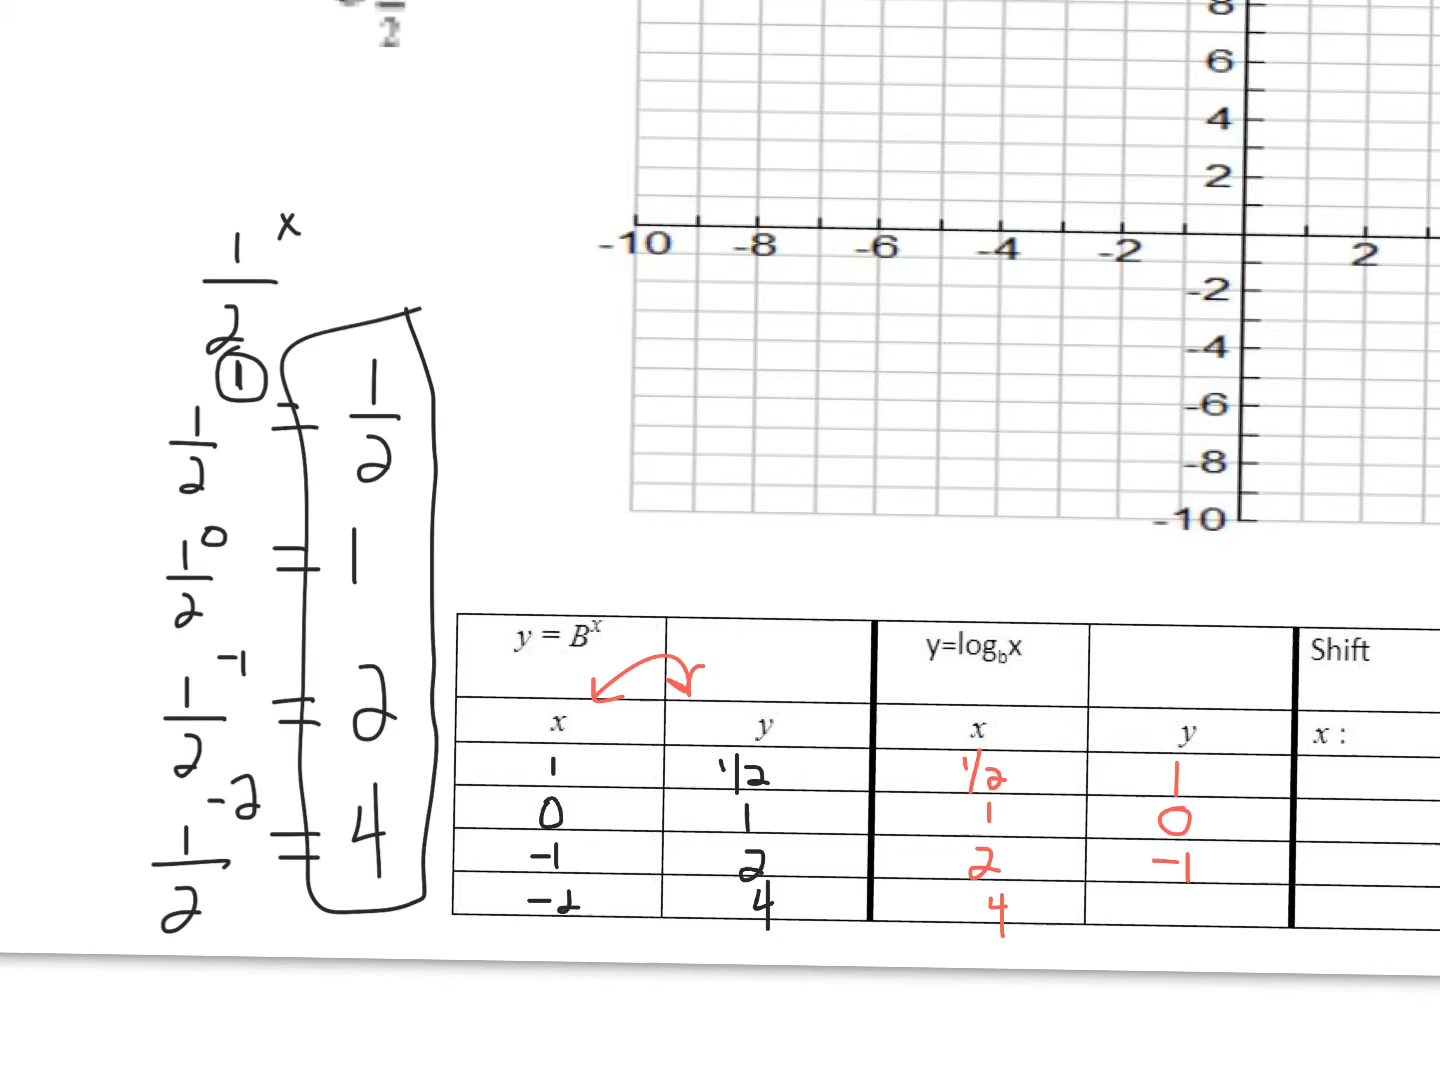 2
8
6
4
2
-10 -8 -6 -4 -2 2
-2
-4
-6
-8
-10
1/2^x
1/2^1 = 1/2
1/2^0 = 1
1/2^-1 = 2
1/2^-2 = 4
y = B^x y=log_b x Shift
x y x y x :
1 1/2 1/2 1
0 1 1 0
-1 2 2 -1
-2 4 4